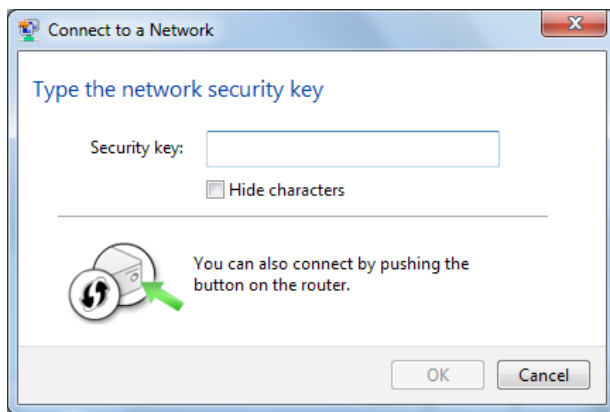 Connect to a Network
Type the network security key
Security key:
Hide characters
You can also connect by pushing the
button on the router.
OK
Cancel